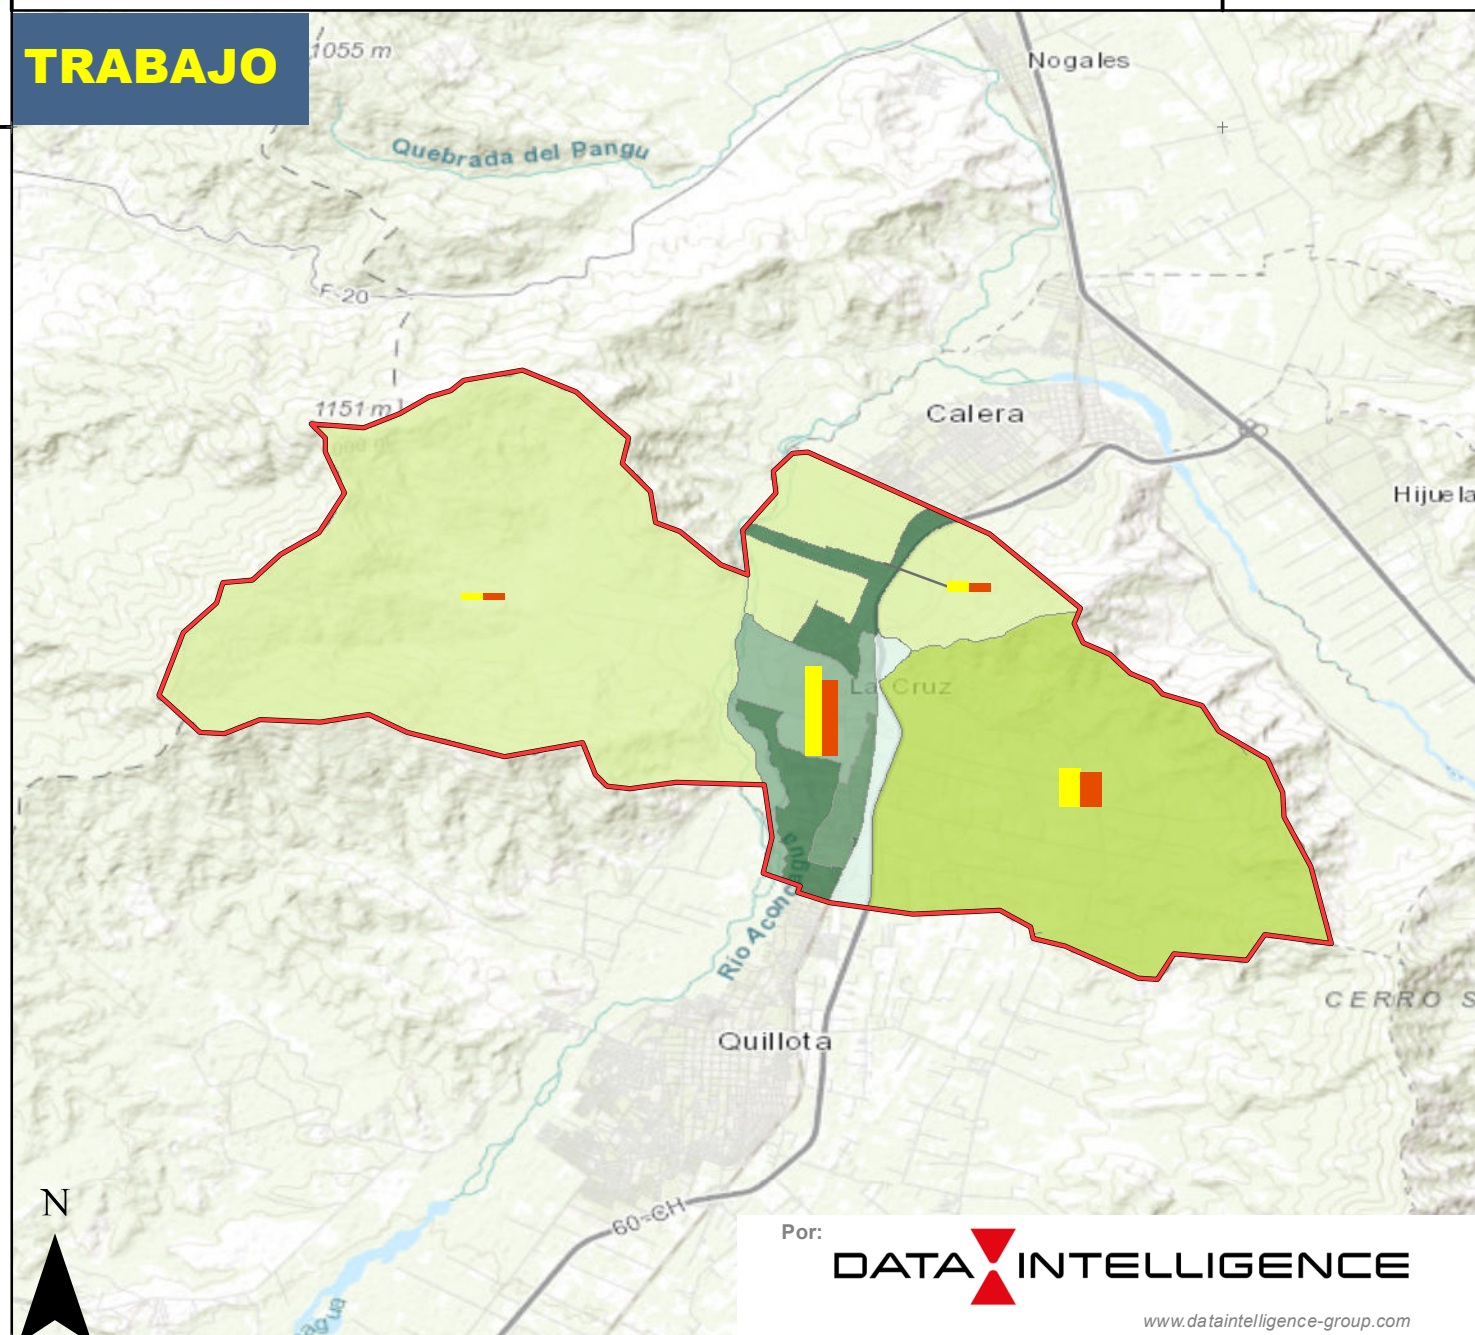 TRABAJO
1055 m
Nogales
Quebrada del Pangu
F-20
1151 m
Calera
Hijuela
La Cruz
Río Aconcagua
CERRO S
Quillota
N
60-CH
Por:
DATA INTELLIGENCE
www.dataintelligence-group.com